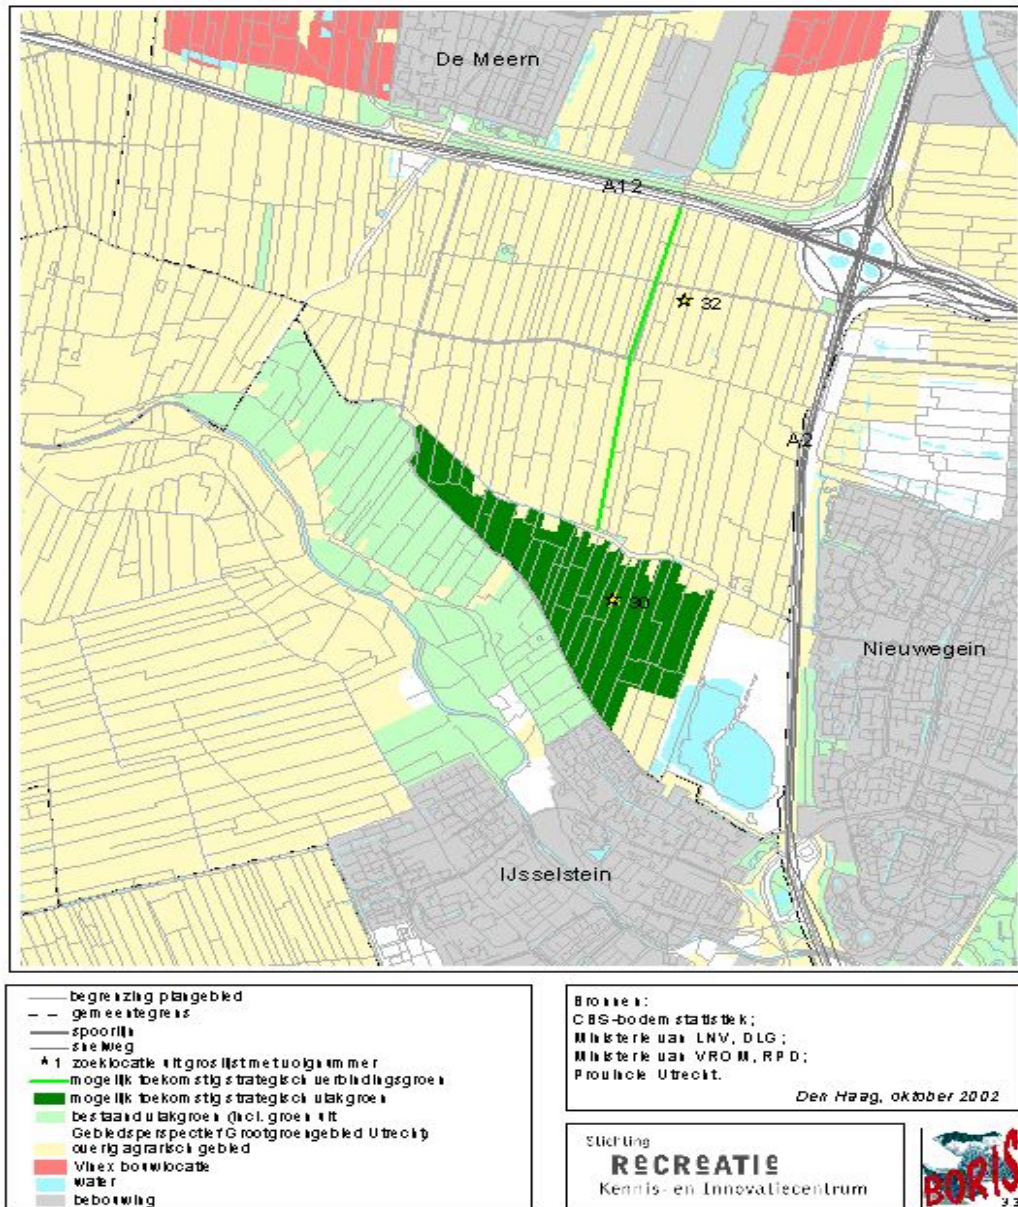 De Meern
A12
32
A2
30
Nieuwegein
IJsselstein
begrenzing plangebied
gemeentegrens
spoorlijn
snelweg
1 zoeklocatie uit groslijst met volgnummer
mogelijk toekomstig strategisch verbindingsgroen
mogelijk toekomstig strategisch vlakgroen
bestaand vlakgroen (incl. groen uit
Gebiedsperspectief Grootgroengebied Utrecht)
overig agrarisch gebied
Vinex bouwlocatie
water
bebouwing
Bronnen:
CBS-bodemstatistiek;
Ministerie van LNV, DLG;
Ministerie van VROM, RPD;
Provincie Utrecht.
Den Haag, oktober 2002
Stichting
RECREATIE
Kennis- en Innovatiecentrum
BORIS
33